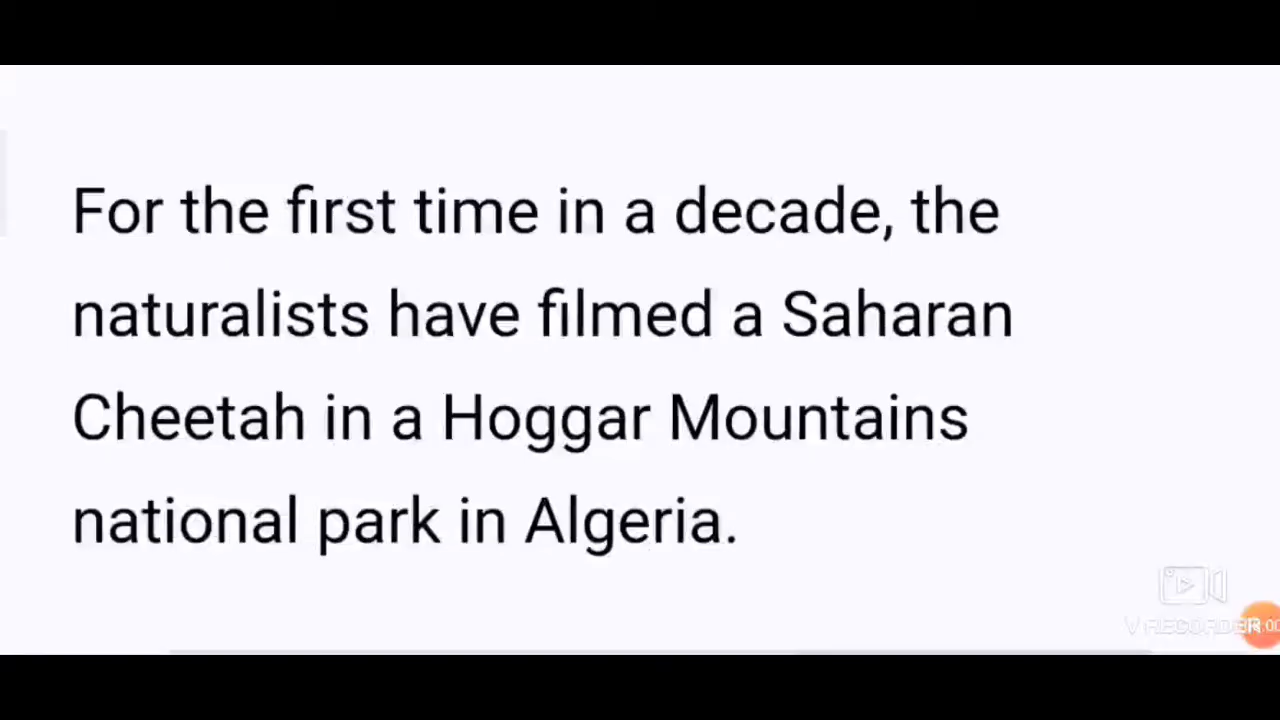 For the first time in a decade, the
naturalists have filmed a Saharan
Cheetah in a Hoggar Mountains
national park in Algeria.
V RECORDER